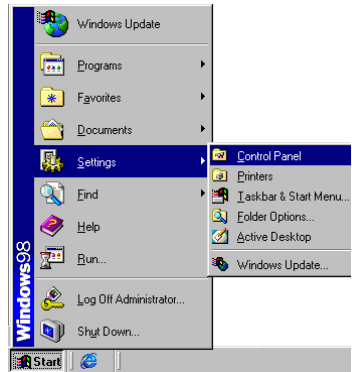 Windows Update
Programs
Favorites
Documents
Settings
Find
Help
Run...
Log Off Administrator...
Shut Down...
Windows98
Control Panel
Printers
Taskbar & Start Menu...
Folder Options...
Active Desktop
Windows Update...
Start